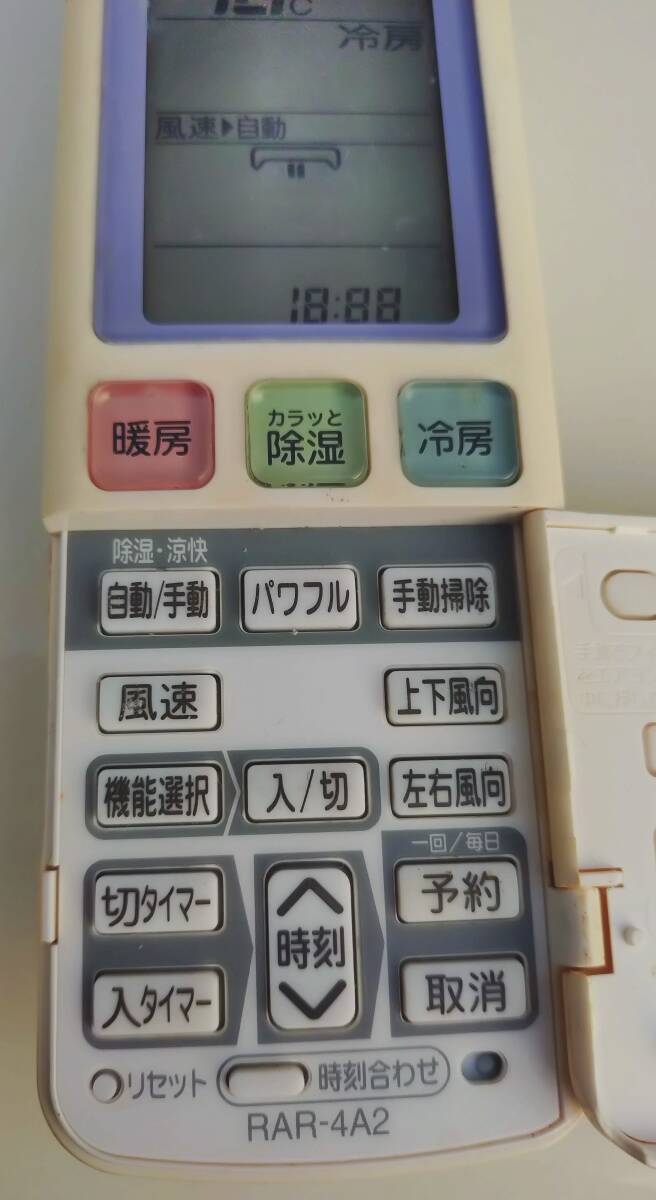 冷房
風速▶自動
18:88
暖房
カラッと
除湿
冷房
除湿・涼快
自動/手動
パワフル
手動掃除
風速
上下風向
機能選択
入/切
左右風向
一回/毎日
切タイマー
時刻
予約
入タイマー
取消
リセット
時刻合わせ
RAR-4A2